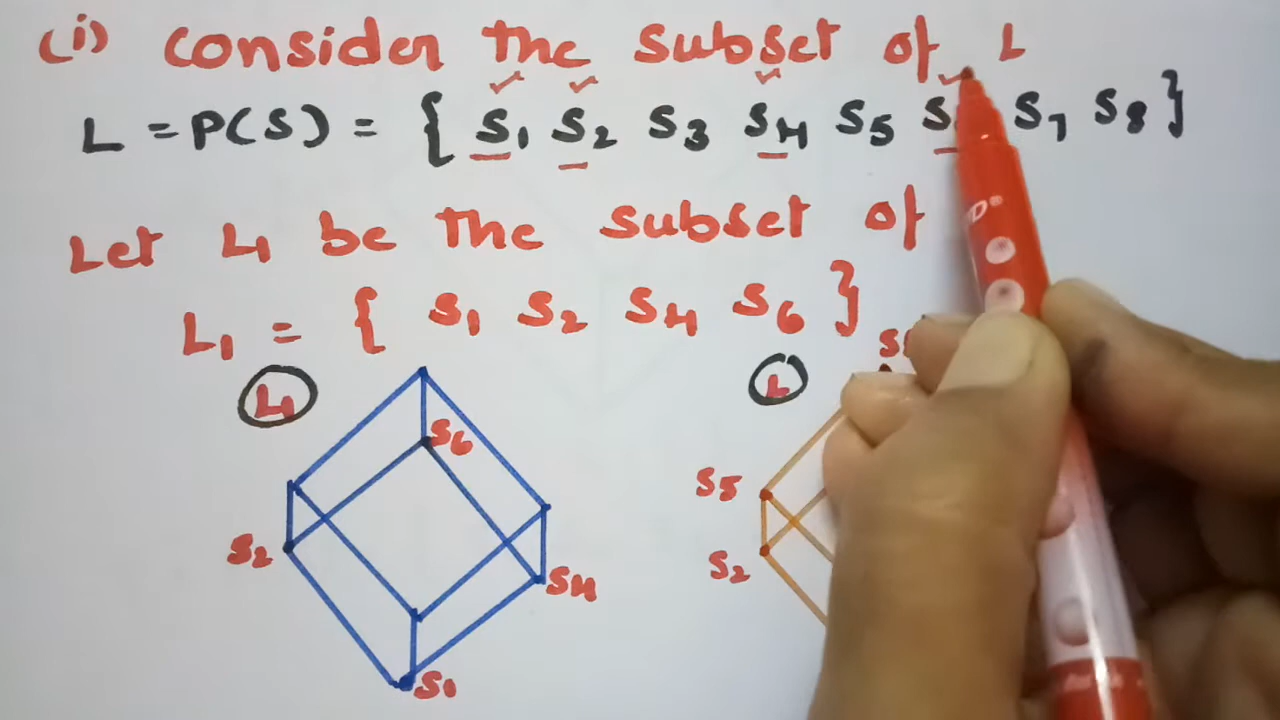 (i) Consider the subset of L
L = P(S) = { S1 S2 S3 S4 S5 S7 S8 }
Let L1 be the subset of
L1 = { S1 S2 S4 S6 }
L1
L
S6
S5
S2
S2
S4
S1